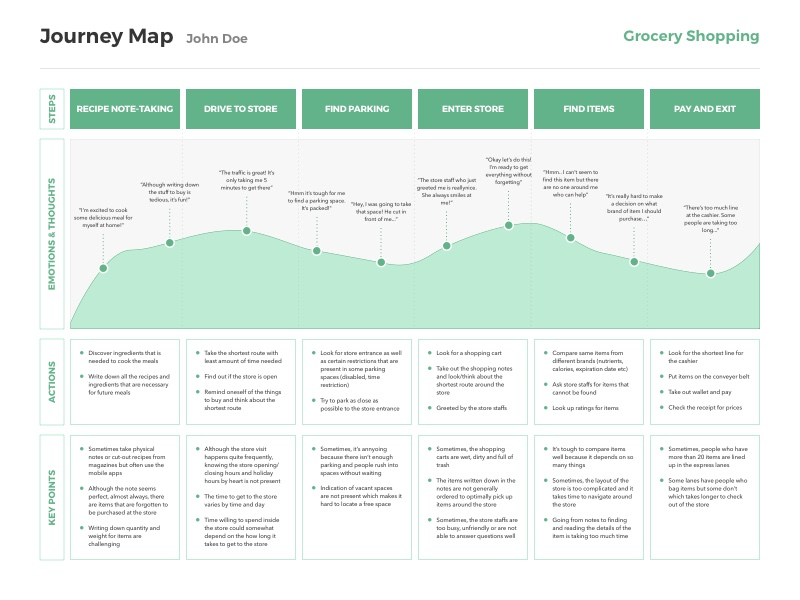 Journey Map John Doe
Grocery Shopping
STEPS
RECIPE NOTE-TAKING
DRIVE TO STORE
FIND PARKING
ENTER STORE
FIND ITEMS
PAY AND EXIT
EMOTIONS & THOUGHTS
"I'm excited to cook
some delicious meal for
myself at home!"
"Although writing down
the stuff to buy is
tedious, it's fun!"
"The traffic is great! It's
only taking me 5
minutes to get there"
"Hmm it's tough for me
to find a parking space.
It's packed!"
"Hey, I was going to take
that space! He cut in
front of me..."
"The store staff who just
greeted me is reallynice.
She always smiles at
me!"
"Okay let's do this!
I'm ready to get
everything without
forgetting"
"Hmm.. I can't seem to
find this item but there
are no one around me
who can help"
"It's really hard to make
a decision on what
brand of item I should
purchase..."
"There's too much line
at the cashier. Some
people are taking too
long..."
ACTIONS
Discover ingredients that is
needed to cook the meals
Write down all the recipes and
ingredients that are necessary
for future meals
Take the shortest route with
least amount of time needed
Find out if the store is open
Remind oneself of the things
to buy and think about the
shortest route
Look for store entrance as well
as certain restrictions that are
present in some parking
spaces (disabled, time
restriction)
Try to park as close as
possible to the store entrance
Look for a shopping cart
Take out the shopping notes
and look/think about the
shortest route around the
store
Greeted by the store staffs
Compare same items from
different brands (nutrients,
calories, expiration date etc)
Ask store staffs for items that
cannot be found
Look up ratings for items
Look for the shortest line for
the cashier
Put items on the conveyer belt
Take out wallet and pay
Check the receipt for prices
KEY POINTS
Sometimes take physical
notes or cut-out recipes from
magazines but often use the
mobile apps
Although the note seems
perfect, almost always, there
are items that are forgotten to
be purchased at the store
Writing down quantity and
weight for items are
challenging
Although the store visit
happens quite frequently,
knowing the store opening/
closing hours and holiday
hours by heart is not present
The time to get to the store
varies by time and day
Time willing to spend inside
the store could somewhat
depend on the how long it
takes to get to the store
Sometimes, it's annoying
because there isn't enough
parking and people rush into
spaces without waiting
Indication of vacant spaces
are not present which makes it
hard to locate a free space
Sometimes, the shopping
carts are wet, dirty and full of
trash
The items written down in the
notes are not generally
ordered to optimally pick up
items around the store
Sometimes, the store staffs are
too busy, unfriendly or are not
able to answer questions well
It's tough to compare items
well because it depends on so
many things
Sometimes, the layout of the
store is too complicated and it
takes time to navigate around
the store
Going from notes to finding
and reading the details of the
item is taking too much time
Sometimes, people who have
more than 20 items are lined
up in the express lanes
Some lanes have people who
bag items but some don't
which takes longer to check
out of the store